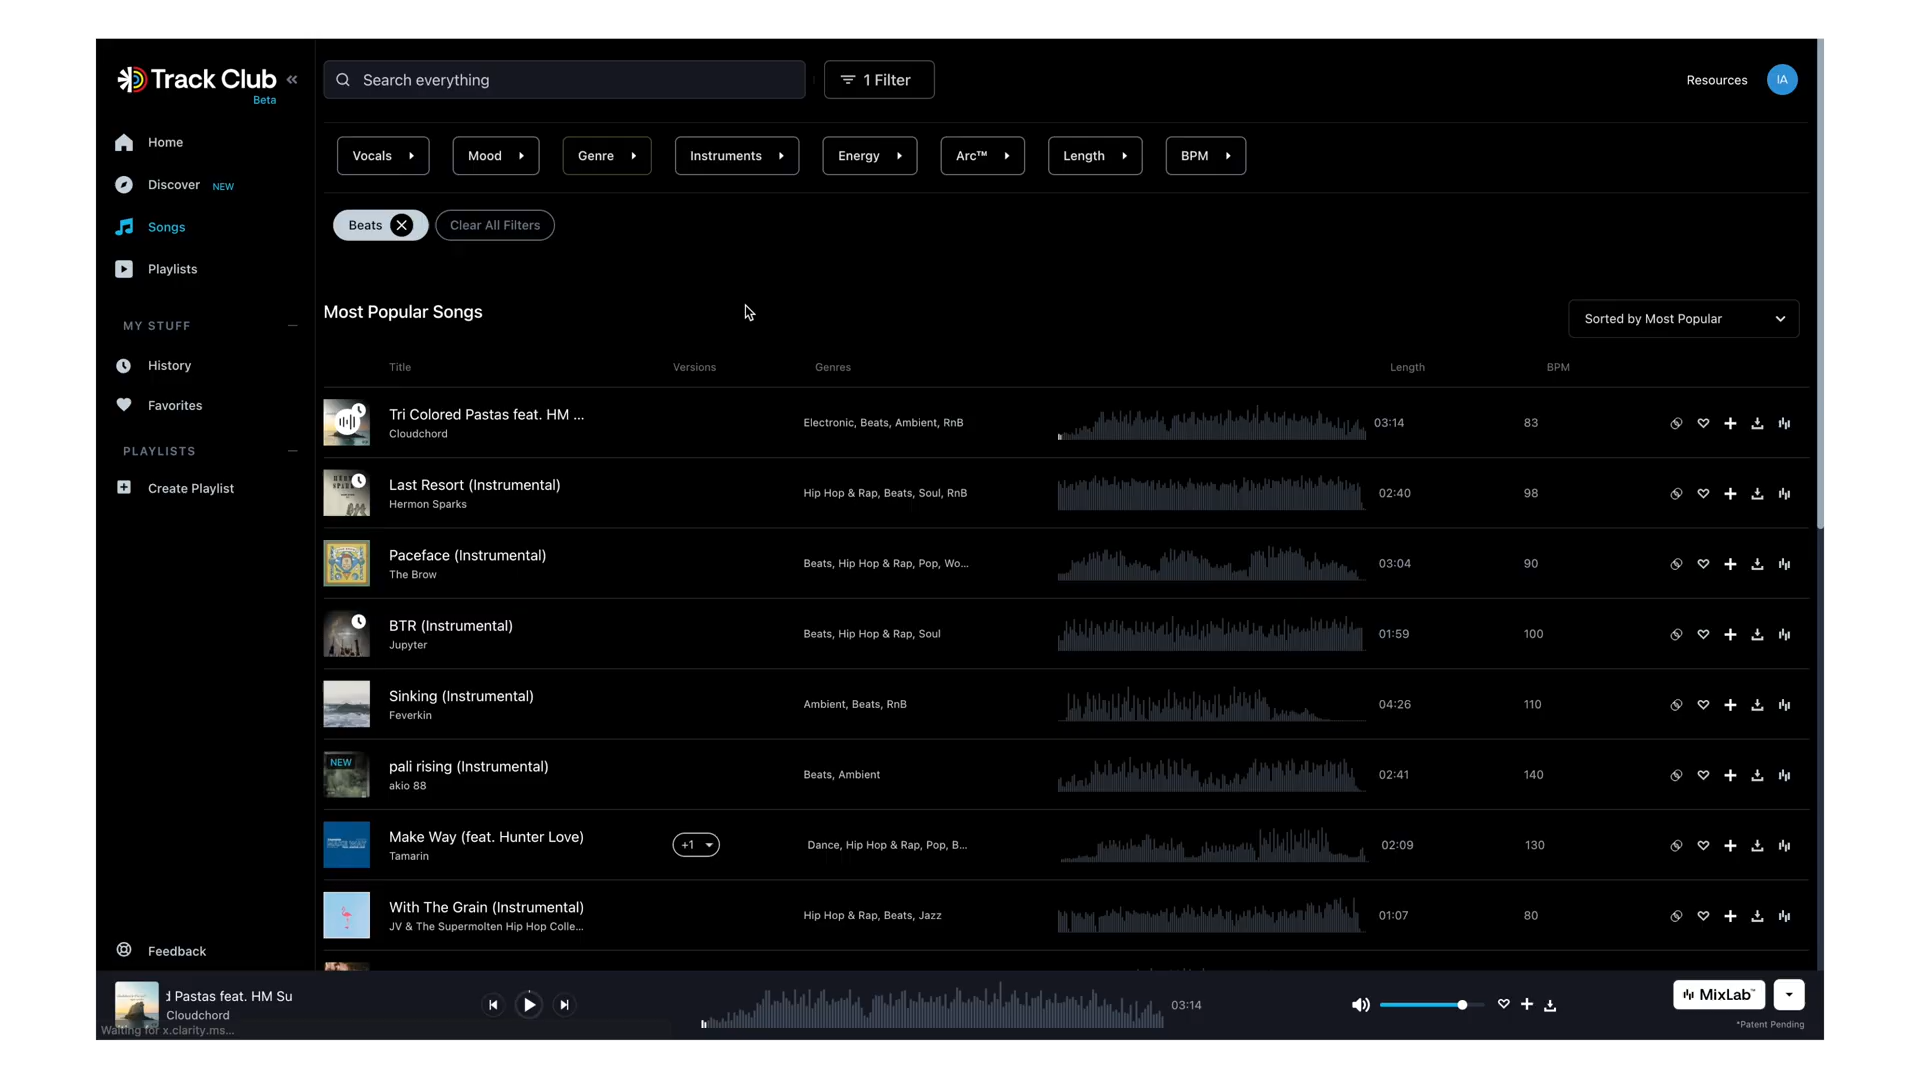 Track Club
Beta
Search everything
1 Filter
Resources
IA
Home
Discover NEW
Songs
Playlists
MY STUFF
History
Favorites
PLAYLISTS
Create Playlist
Feedback
Vocals
Mood
Genre
Instruments
Energy
Arc™
Length
BPM
Beats
Clear All Filters
Most Popular Songs
Sorted by Most Popular
Title Versions Genres Length BPM
Tri Colored Pastas feat. HM ...
Cloudchord
Electronic, Beats, Ambient, RnB 03:14 83
Last Resort (Instrumental)
Hermon Sparks
Hip Hop & Rap, Beats, Soul, RnB 02:40 98
Paceface (Instrumental)
The Brow
Beats, Hip Hop & Rap, Pop, Wo... 03:04 90
BTR (Instrumental)
Jupyter
Beats, Hip Hop & Rap, Soul 01:59 100
Sinking (Instrumental)
Feverkin
Ambient, Beats, RnB 04:26 110
NEW
pali rising (Instrumental)
akio 88
Beats, Ambient 02:41 140
Make Way (feat. Hunter Love)
Tamarin
+1
Dance, Hip Hop & Rap, Pop, B... 02:09 130
With The Grain (Instrumental)
JV & The Supermolten Hip Hop Colle...
Hip Hop & Rap, Beats, Jazz 01:07 80
d Pastas feat. HM Su
Cloudchord
Waiting for x.clarity.ms...
03:14
MixLab™
*Patent Pending